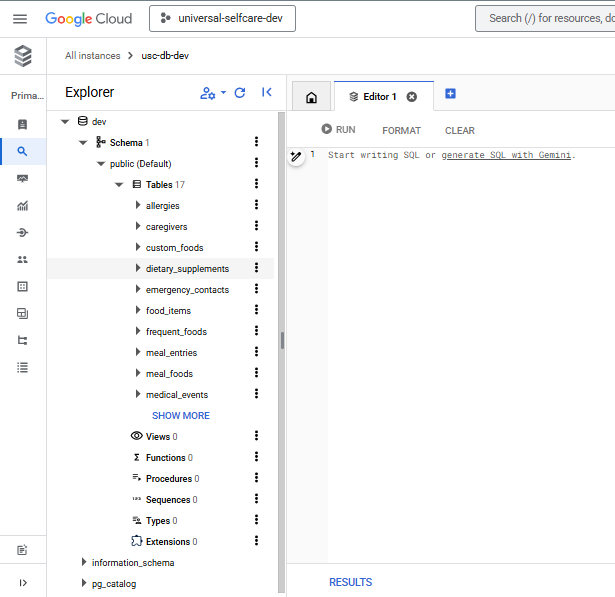 Google Cloud
universal-selfcare-dev
Search (/) for resources, do
All instances > usc-db-dev
Prima...
Explorer
dev
Schema 1
public (Default)
Tables 17
allergies
caregivers
custom_foods
dietary_supplements
emergency_contacts
food_items
frequent_foods
meal_entries
meal_foods
medical_events
SHOW MORE
Views 0
Functions 0
Procedures 0
123 Sequences 0
Types 0
Extensions 0
information_schema
pg_catalog
Editor 1
RUN FORMAT CLEAR
1 Start writing SQL or generate SQL with Gemini.
RESULTS